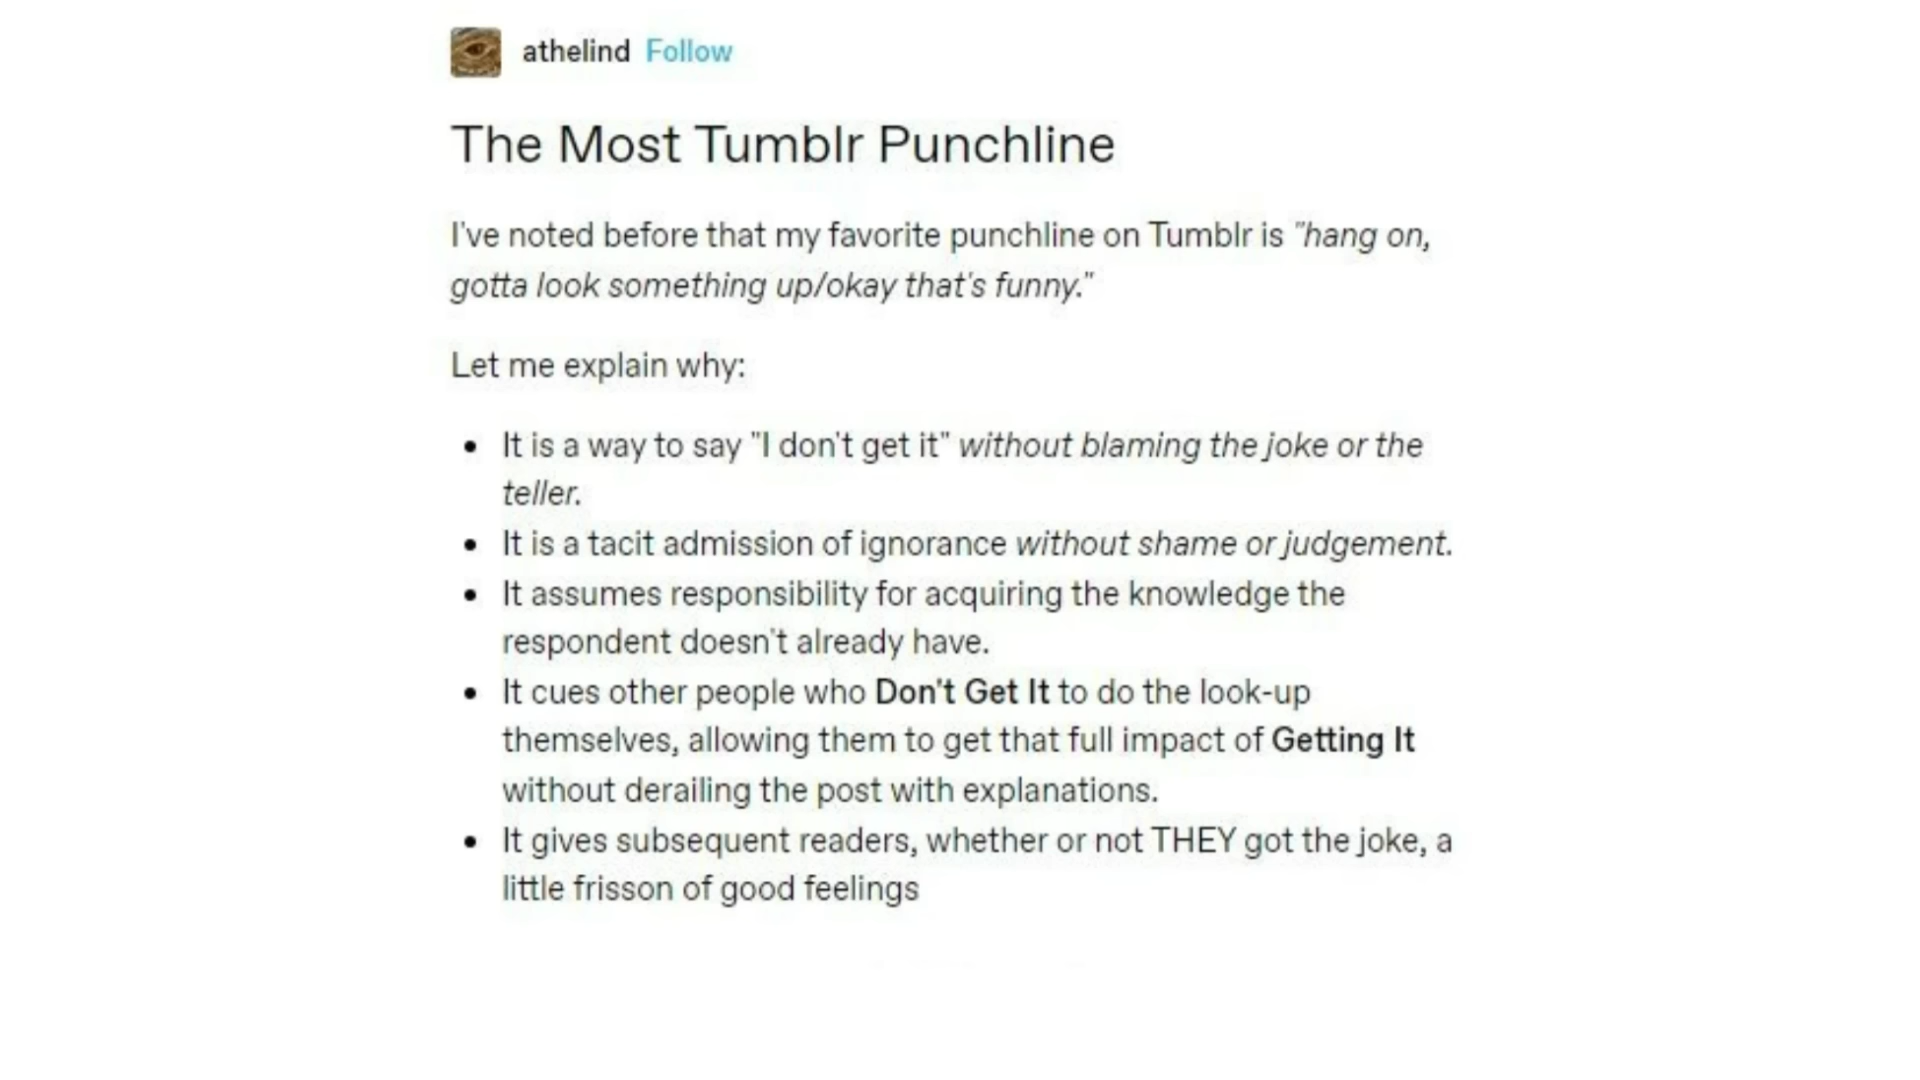 athelind Follow
The Most Tumblr Punchline
I've noted before that my favorite punchline on Tumblr is "hang on,
gotta look something up/okay that's funny."
Let me explain why:
• It is a way to say "I don't get it" without blaming the joke or the
teller.
• It is a tacit admission of ignorance without shame or judgement.
• It assumes responsibility for acquiring the knowledge the
respondent doesn't already have.
• It cues other people who Don't Get It to do the look-up
themselves, allowing them to get that full impact of Getting It
without derailing the post with explanations.
• It gives subsequent readers, whether or not THEY got the joke, a
little frisson of good feelings